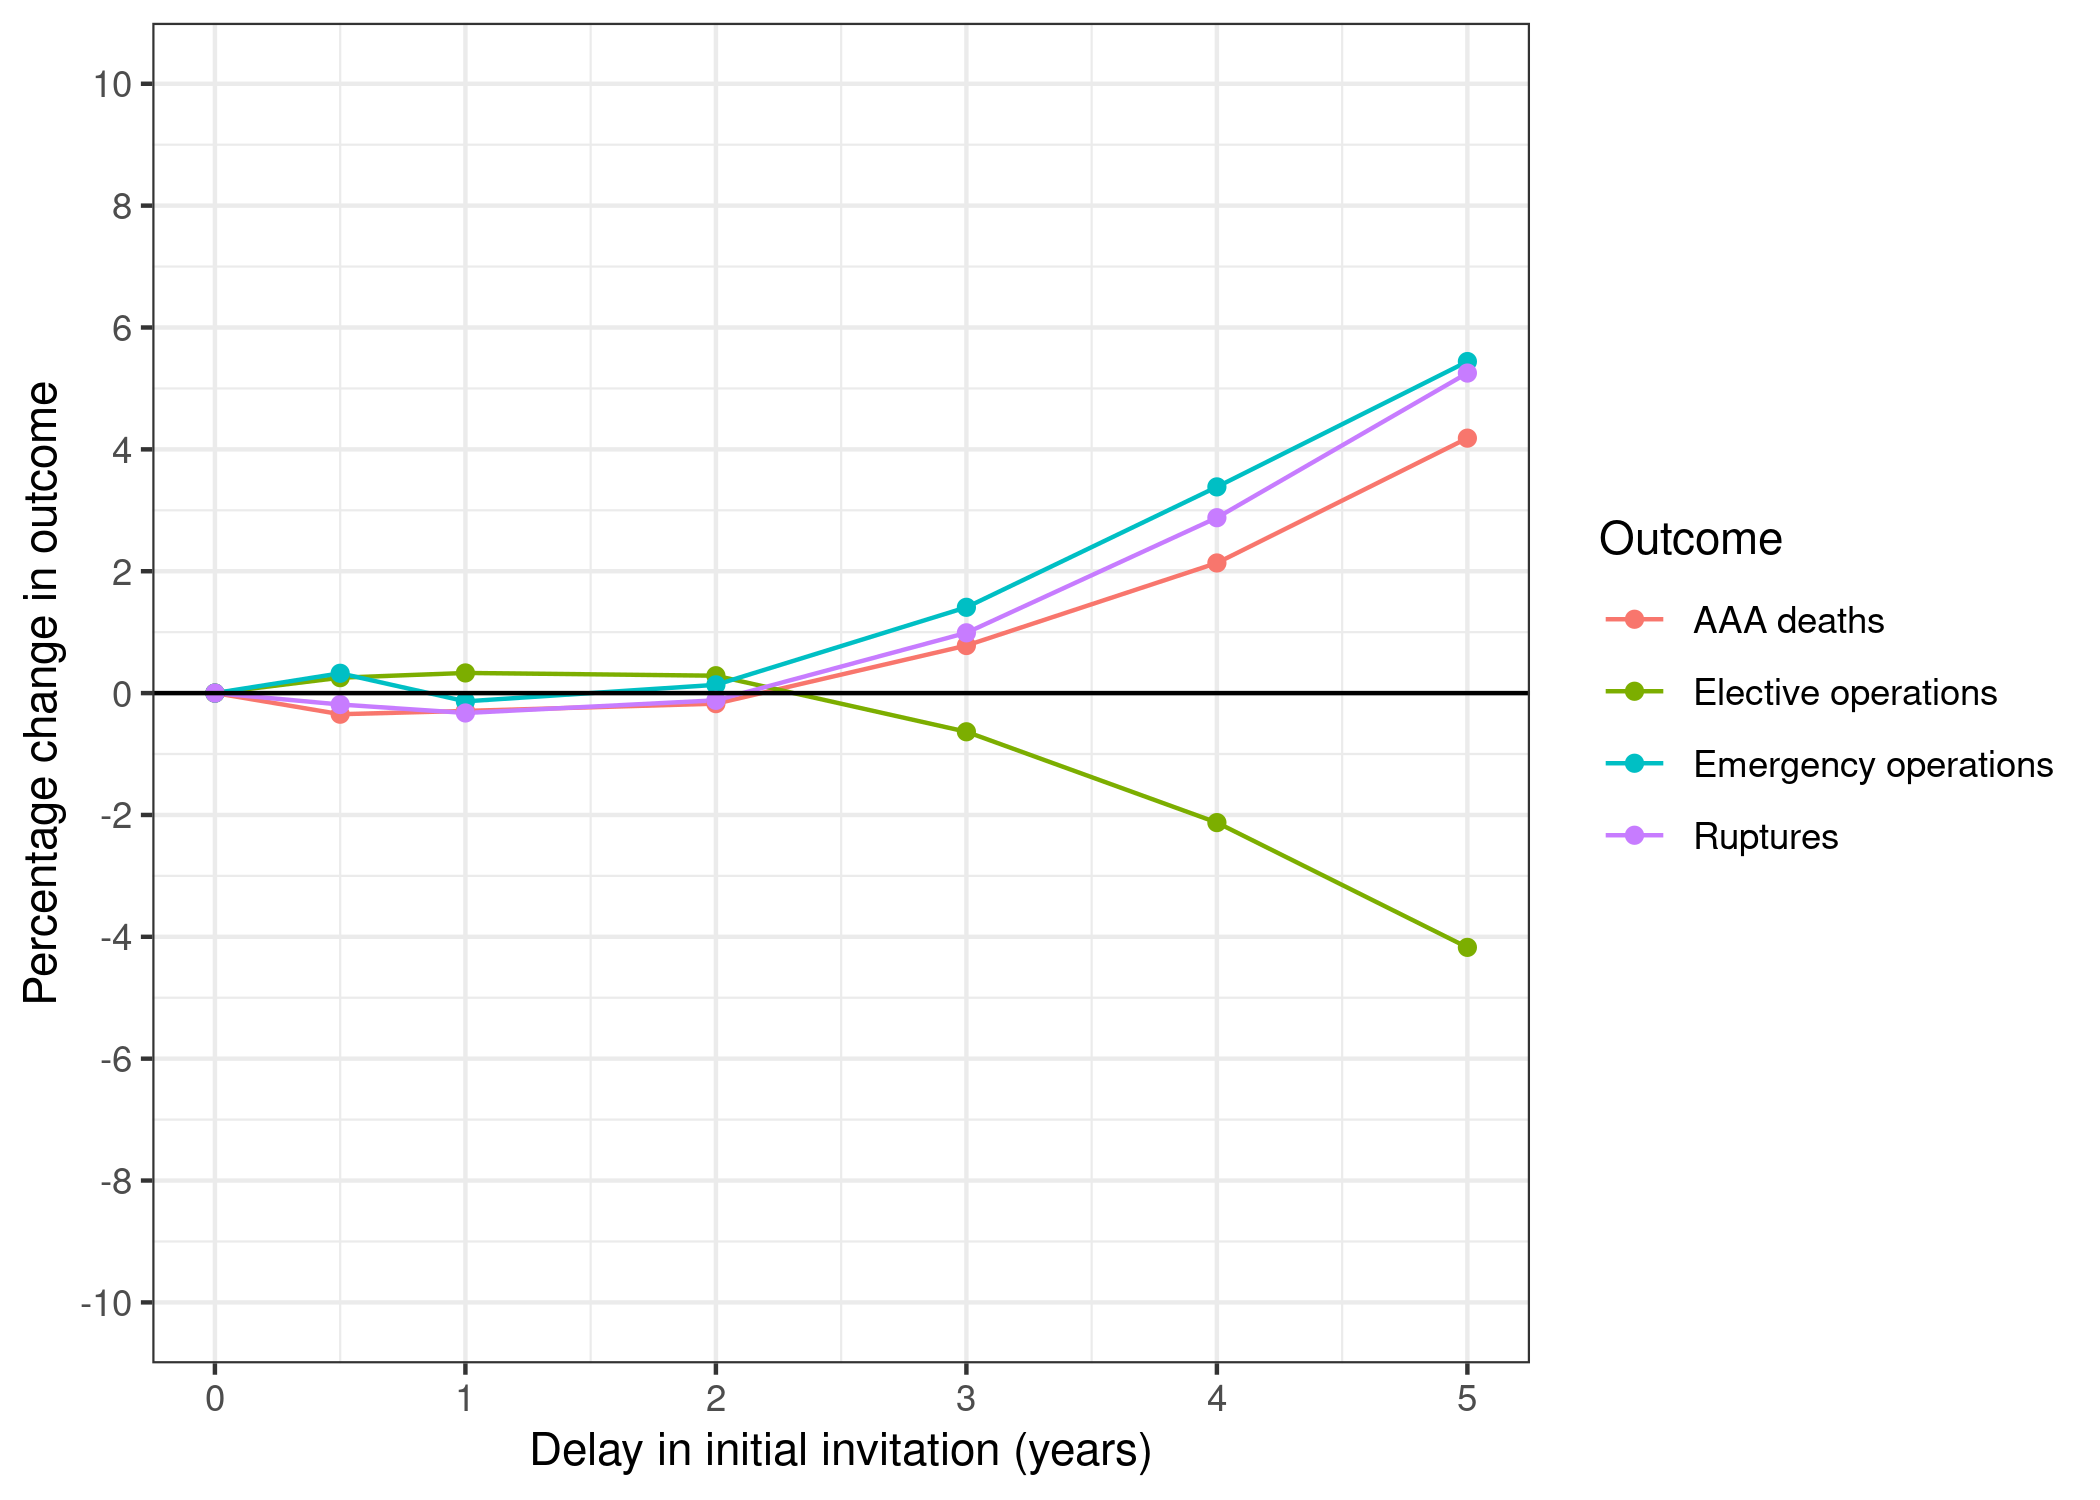 10
8
6
4
2
0
-2
-4
-6
-8
-10
Percentage change in outcome
0 1 2 3 4 5
Delay in initial invitation (years)
Outcome
AAA deaths
Elective operations
Emergency operations
Ruptures